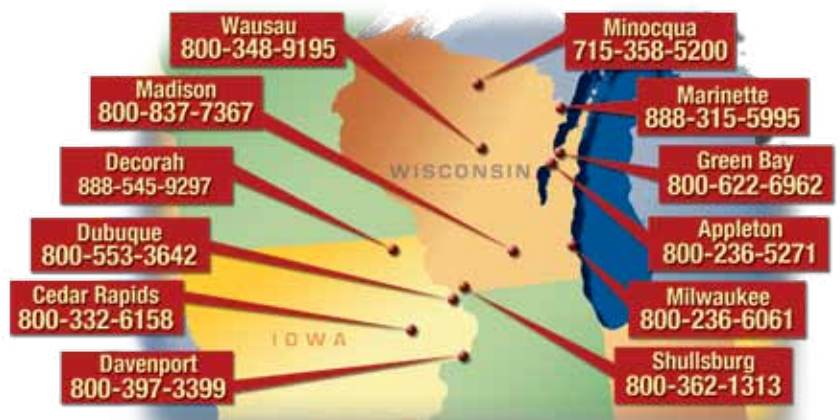 Wausau
800-348-9195
Minocqua
715-358-5200
Madison
800-837-7367
Marinette
888-315-5995
Decorah
888-545-9297
WISCONSIN
Green Bay
800-622-6962
Dubuque
800-553-3642
Appleton
800-236-5271
Cedar Rapids
800-332-6158
IOWA
Milwaukee
800-236-6061
Davenport
800-397-3399
Shullsburg
800-362-1313